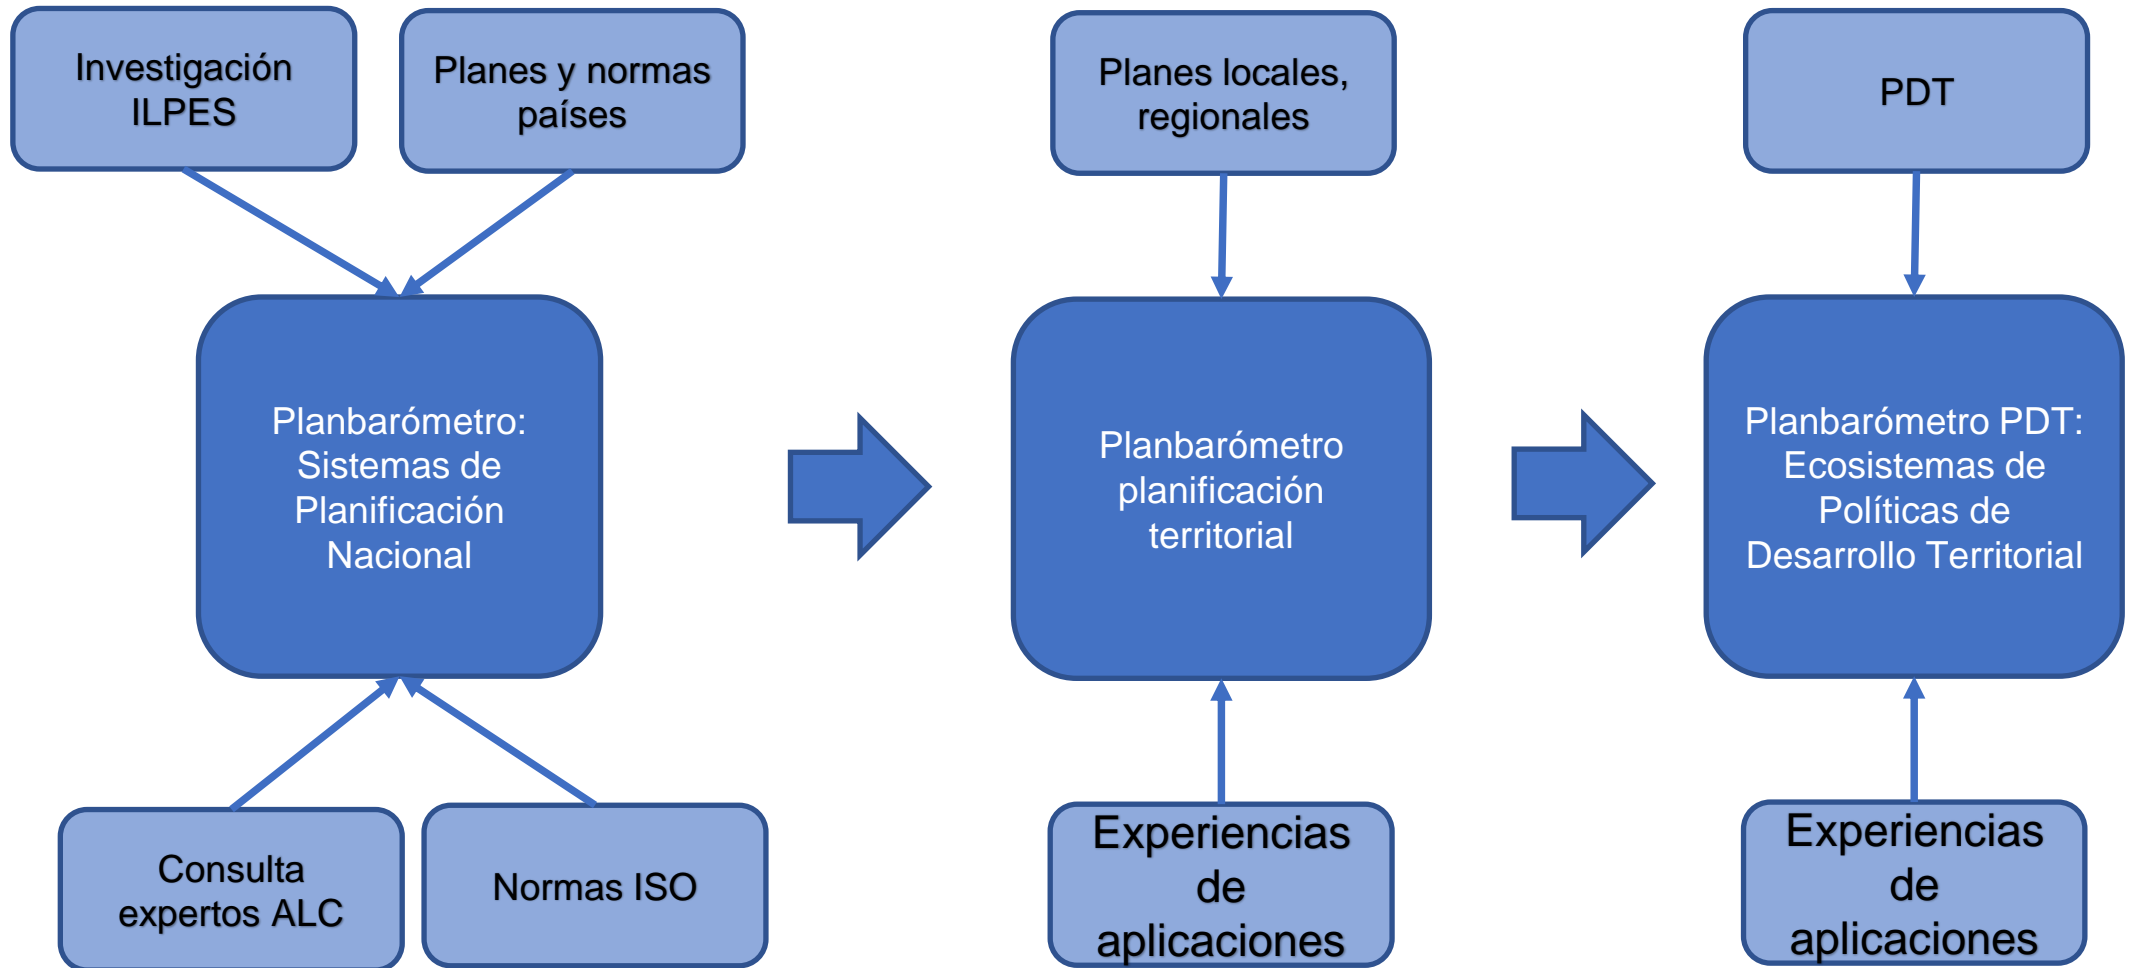 Investigación
ILPES
Planes y normas
países
Planes locales,
regionales
PDT
Planbarómetro:
Sistemas de
Planificación
Nacional
Planbarómetro
planificación
territorial
Planbarómetro PDT:
Ecosistemas de
Políticas de
Desarrollo Territorial
Consulta
expertos ALC
Normas ISO
Experiencias
de
aplicaciones
Experiencias
de
aplicaciones